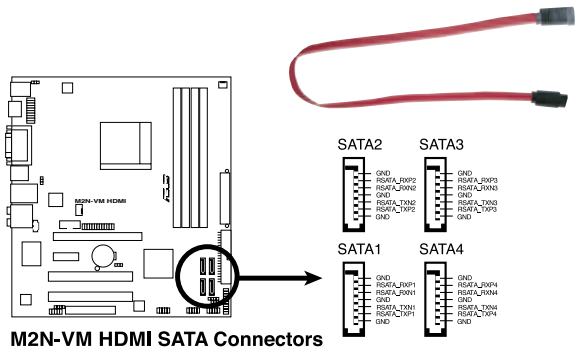 SATA2
GND
RSATA_RXP2
RSATA_RXN2
GND
RSATA_TXN2
RSATA_TXP2
GND
SATA3
GND
RSATA_RXP3
RSATA_RXN3
GND
RSATA_TXN3
RSATA_TXP3
GND
M2N-VM HDMI
SATA1
GND
RSATA_RXP1
RSATA_RXN1
GND
RSATA_TXN1
RSATA_TXP1
GND
SATA4
GND
RSATA_RXP4
RSATA_RXN4
GND
RSATA_TXN4
RSATA_TXP4
GND
M2N-VM HDMI SATA Connectors